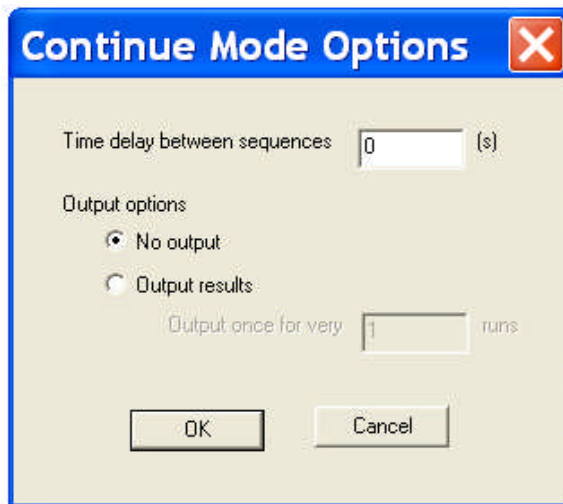 Continue Mode Options
Time delay between sequences 0 (s)
Output options
No output
Output results
Output once for very 1 runs
OK Cancel